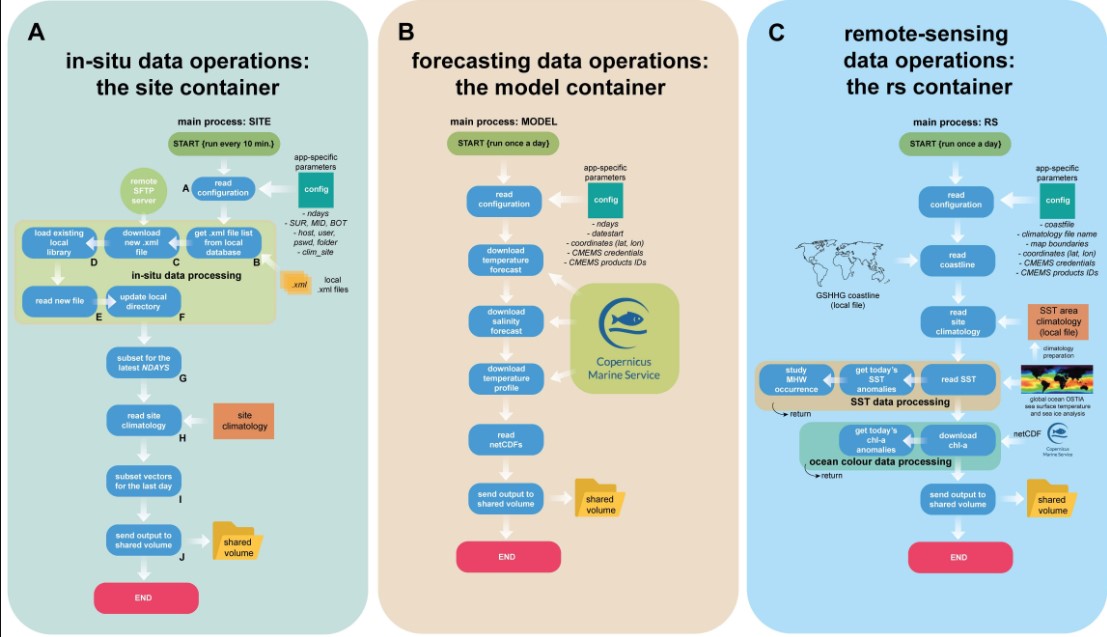 A
in-situ data operations:
the site container
main process: SITE
START {run every 10 min.}
app-specific
parameters
remote
SFTP
server
A
read
configuration
config
- ndays
- SUR, MID, BOT
- host, user,
pswd, folder
- clim_site
load existing
local
library
D
download
new .xml
file
C
get .xml file list
from local
database
B
in-situ data processing
.xml
local
.xml files
read new file
E
update local
directory
F
subset for the
latest NDAYS
G
read site
climatology
H
site
climatology
subset vectors
for the last day
I
send output to
shared volume
J
shared
volume
END
B
forecasting data operations:
the model container
main process: MODEL
START {run once a day}
app-specific
parameters
read
configuration
config
- ndays
- datestart
- coordinates (lat, lon)
- CMEMS credentials
- CMEMS products IDs
download
temperature
forecast
download
salinity
forecast
Copernicus
Marine Service
download
temperature
profile
read
netCDFs
send output to
shared volume
shared
volume
END
C
remote-sensing
data operations:
the rs container
main process: RS
START {run once a day}
app-specific
parameters
read
configuration
config
- coastfile
- climatology file name
- map boundaries
- coordinates (lat, lon)
- CMEMS credentials
- CMEMS products IDs
read
coastline
GSHHG coastline
(local file)
read
site
climatology
SST area
climatology
(local file)
climatology
preparation
study
MHW
occurrence
get today's
SST
anomalies
read SST
SST data processing
return
global ocean OSTIA
sea surface temperature
and sea ice analysis
get today's
chl-a
anomalies
download
chl-a
netCDF
Copernicus
Marine Service
ocean colour data processing
return
send output to
shared volume
shared
volume
END